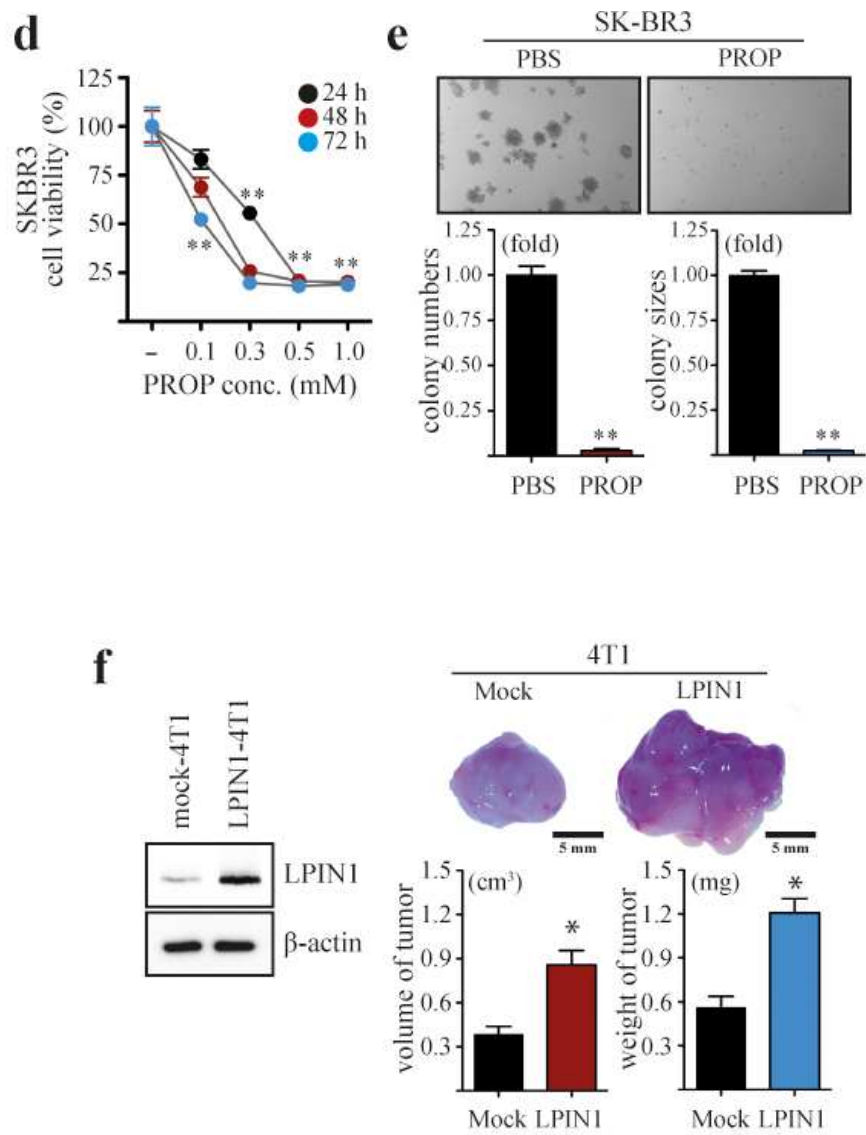 d
SKBR3
cell viability (%)
125
100
75
50
25
24 h
48 h
72 h
**
**
**
**
– 0.1 0.3 0.5 1.0
PROP conc. (mM)
e
SK-BR3
PBS PROP
colony numbers
(fold)
1.25
1.00
0.75
0.50
0.25
**
PBS PROP
colony sizes
(fold)
1.25
1.00
0.75
0.50
0.25
**
PBS PROP
f
mock-4T1
LPIN1-4T1
LPIN1
β-actin
4T1
Mock LPIN1
5 mm
5 mm
volume of tumor
(cm³)
1.5
1.2
0.9
0.6
0.3
*
Mock LPIN1
weight of tumor
(mg)
1.5
1.2
0.9
0.6
0.3
*
Mock LPIN1